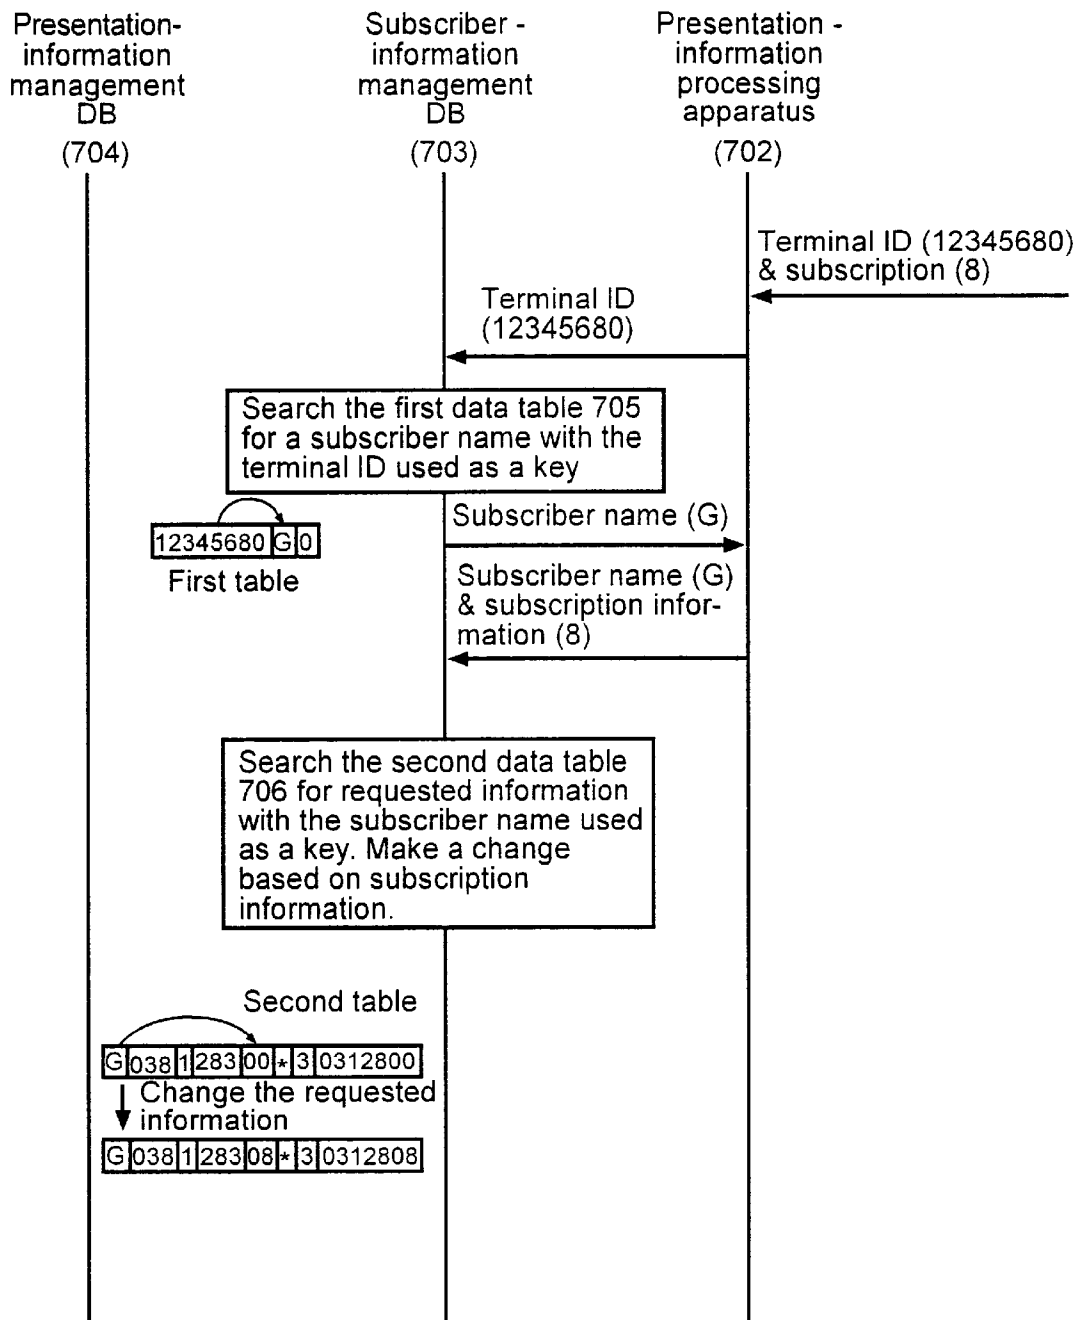 Presentation-
information
management
DB
(704)
Subscriber -
information
management
DB
(703)
Presentation -
information
processing
apparatus
(702)
Terminal ID (12345680)
& subscription (8)
Terminal ID
(12345680)
Search the first data table 705
for a subscriber name with the
terminal ID used as a key
Subscriber name (G)
12345680 G 0
First table
Subscriber name (G)
& subscription infor-
mation (8)
Search the second data table
706 for requested information
with the subscriber name used
as a key. Make a change
based on subscription
information.
Second table
G 038 1 283 00 * 3 0312800
Change the requested
information
G 038 1 283 08 * 3 0312808